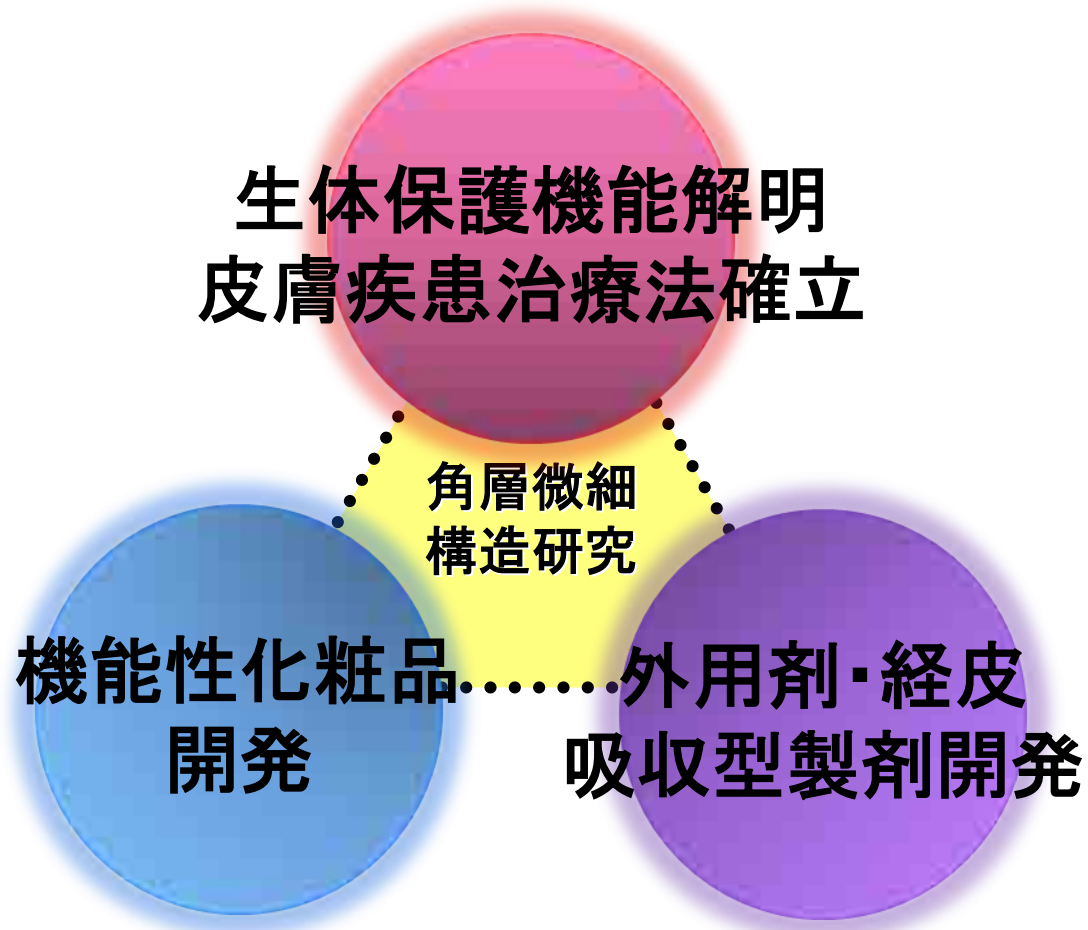 生体保護機能解明
皮膚疾患治療法確立
角層微細
構造研究
機能性化粧品
開発
外用剤・経皮
吸収型製剤開発